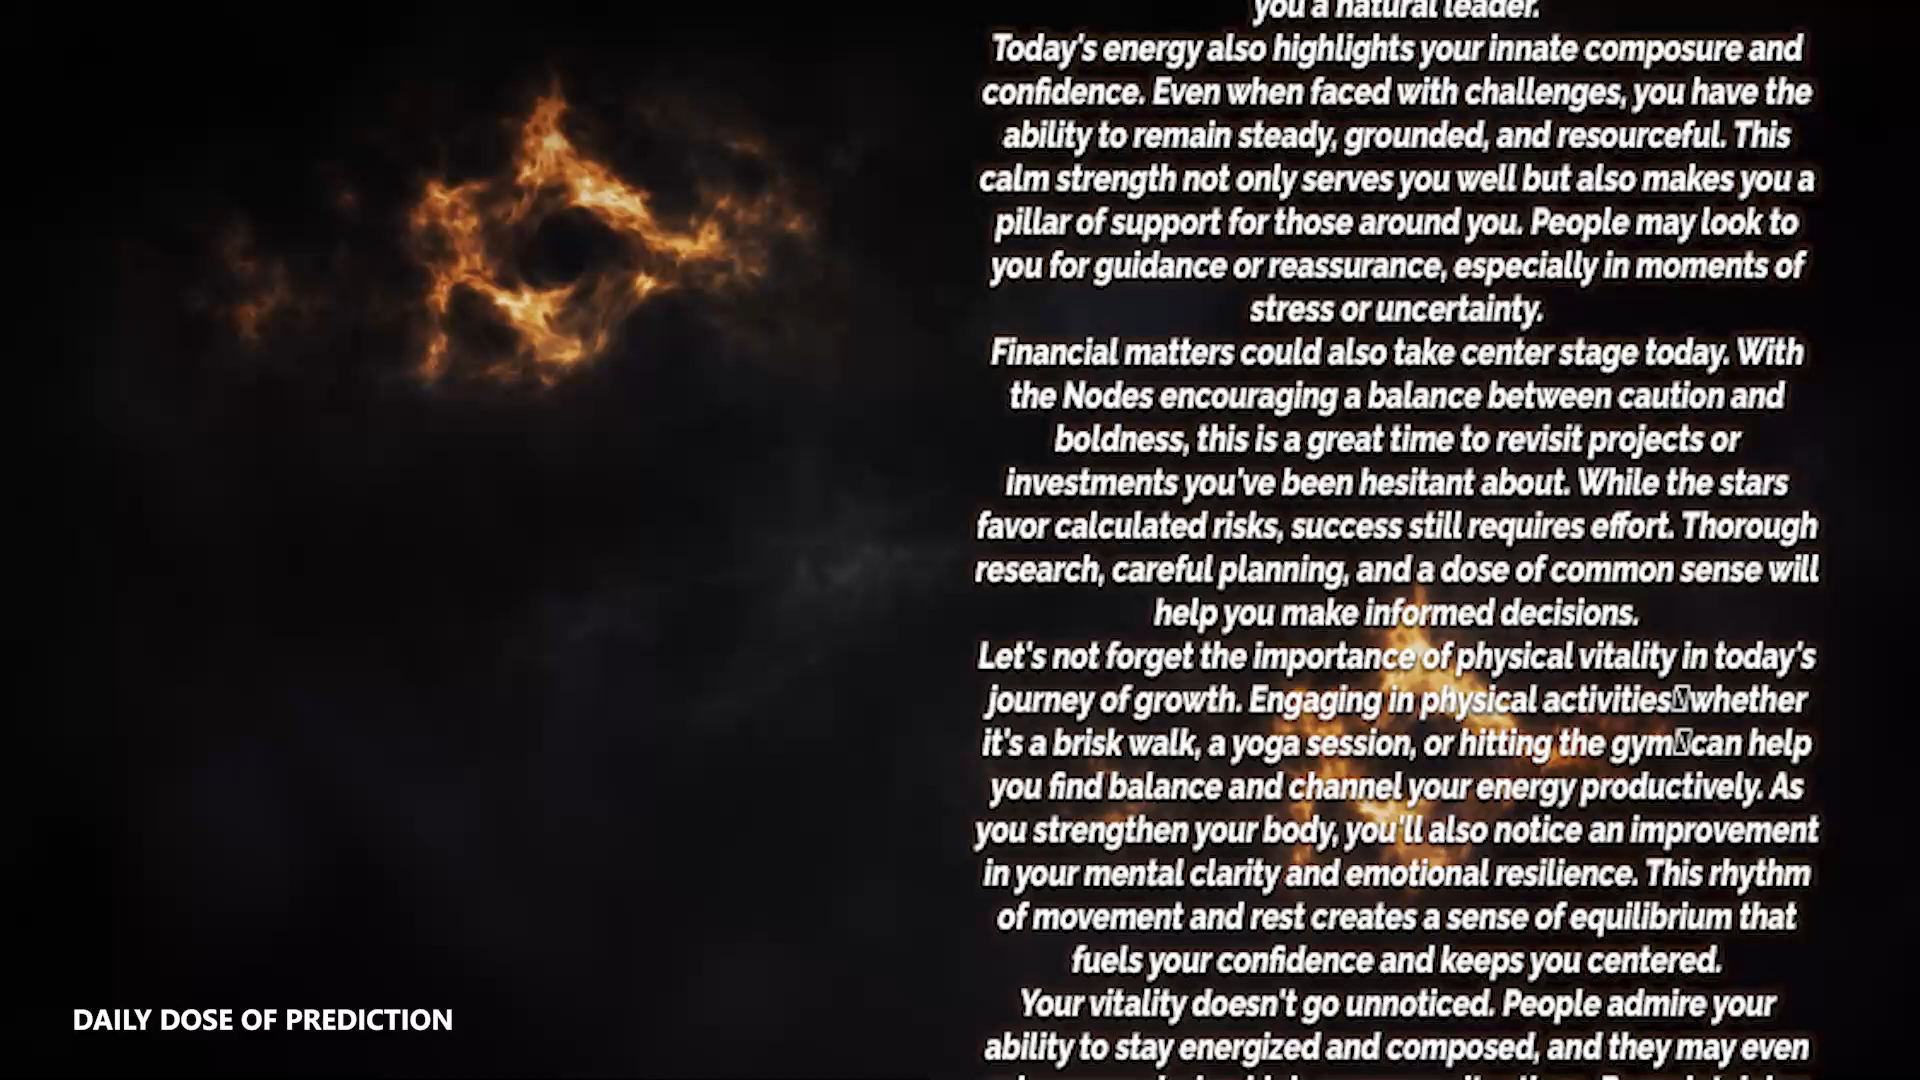 you a natural leader.
Today's energy also highlights your innate composure and
confidence. Even when faced with challenges, you have the
ability to remain steady, grounded, and resourceful. This
calm strength not only serves you well but also makes you a
pillar of support for those around you. People may look to
you for guidance or reassurance, especially in moments of
stress or uncertainty.
Financial matters could also take center stage today. With
the Nodes encouraging a balance between caution and
boldness, this is a great time to revisit projects or
investments you've been hesitant about. While the stars
favor calculated risks, success still requires effort. Thorough
research, careful planning, and a dose of common sense will
help you make informed decisions.
Let's not forget the importance of physical vitality in today's
journey of growth. Engaging in physical activities▯whether
it's a brisk walk, a yoga session, or hitting the gym▯can help
you find balance and channel your energy productively. As
you strengthen your body, you'll also notice an improvement
in your mental clarity and emotional resilience. This rhythm
of movement and rest creates a sense of equilibrium that
fuels your confidence and keeps you centered.
Your vitality doesn't go unnoticed. People admire your
ability to stay energized and composed, and they may even
DAILY DOSE OF PREDICTION